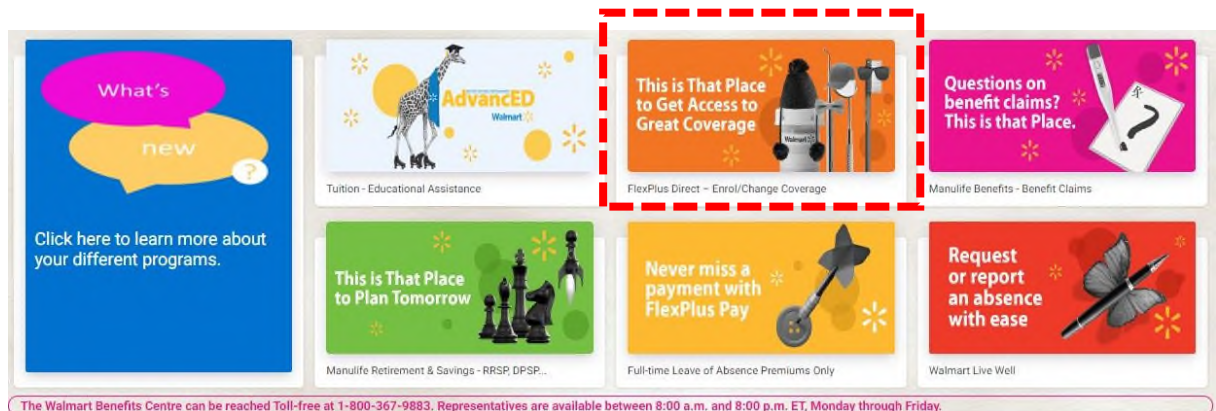 What's
new
?
Click here to learn more about
your different programs.
AdvancED
Walmart
Tuition - Educational Assistance
This is That Place
to Get Access to
Great Coverage
Walmart
FlexPlus Direct – Enrol/Change Coverage
Questions on
benefit claims?
This is that Place.
?
Manulife Benefits - Benefit Claims
This is That Place
to Plan Tomorrow
Manulife Retirement & Savings - RRSP, DPSP...
Never miss a
payment with
FlexPlus Pay
Full-time Leave of Absence Premiums Only
Request
or report
an absence
with ease
Walmart Live Well
The Walmart Benefits Centre can be reached Toll-free at 1-800-367-9883. Representatives are available between 8:00 a.m. and 8:00 p.m. ET, Monday through Friday.